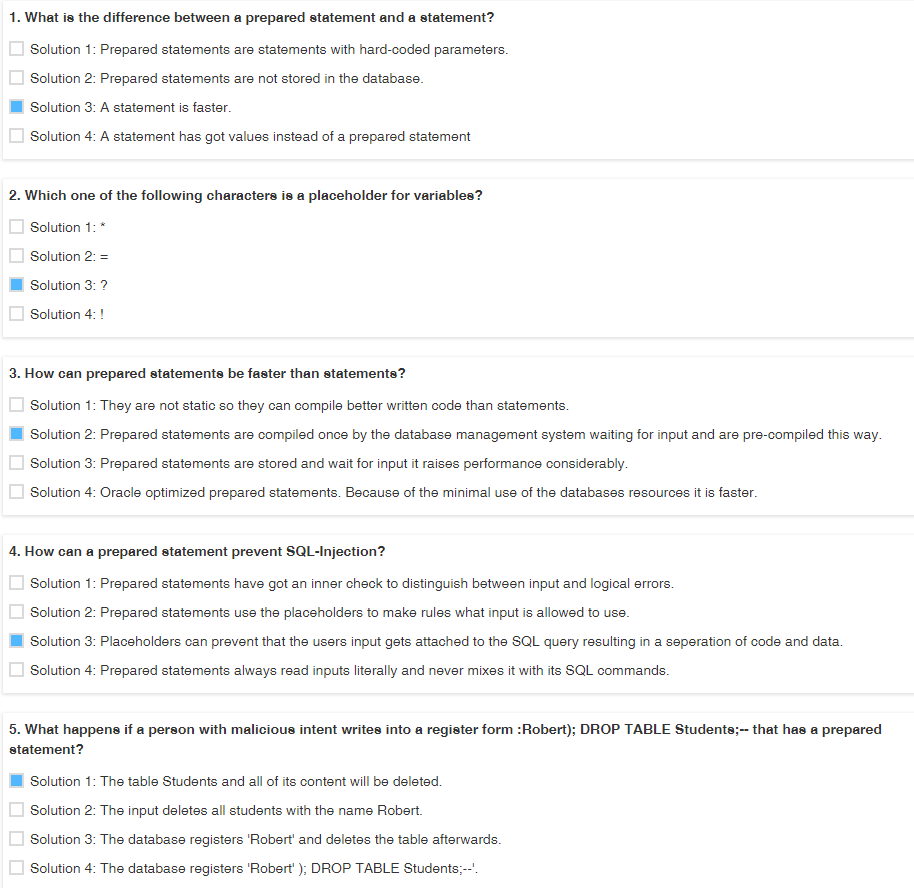 1. What is the difference between a prepared statement and a statement?
Solution 1: Prepared statements are statements with hard-coded parameters.
Solution 2: Prepared statements are not stored in the database.
Solution 3: A statement is faster.
Solution 4: A statement has got values instead of a prepared statement
2. Which one of the following characters is a placeholder for variables?
Solution 1: *
Solution 2: =
Solution 3: ?
Solution 4: !
3. How can prepared statements be faster than statements?
Solution 1: They are not static so they can compile better written code than statements.
Solution 2: Prepared statements are compiled once by the database management system waiting for input and are pre-compiled this way.
Solution 3: Prepared statements are stored and wait for input it raises performance considerably.
Solution 4: Oracle optimized prepared statements. Because of the minimal use of the databases resources it is faster.
4. How can a prepared statement prevent SQL-Injection?
Solution 1: Prepared statements have got an inner check to distinguish between input and logical errors.
Solution 2: Prepared statements use the placeholders to make rules what input is allowed to use.
Solution 3: Placeholders can prevent that the users input gets attached to the SQL query resulting in a seperation of code and data.
Solution 4: Prepared statements always read inputs literally and never mixes it with its SQL commands.
5. What happens if a person with malicious intent writes into a register form :Robert); DROP TABLE Students;-- that has a prepared
statement?
Solution 1: The table Students and all of its content will be deleted.
Solution 2: The input deletes all students with the name Robert.
Solution 3: The database registers 'Robert' and deletes the table afterwards.
Solution 4: The database registers 'Robert' ); DROP TABLE Students;--'.